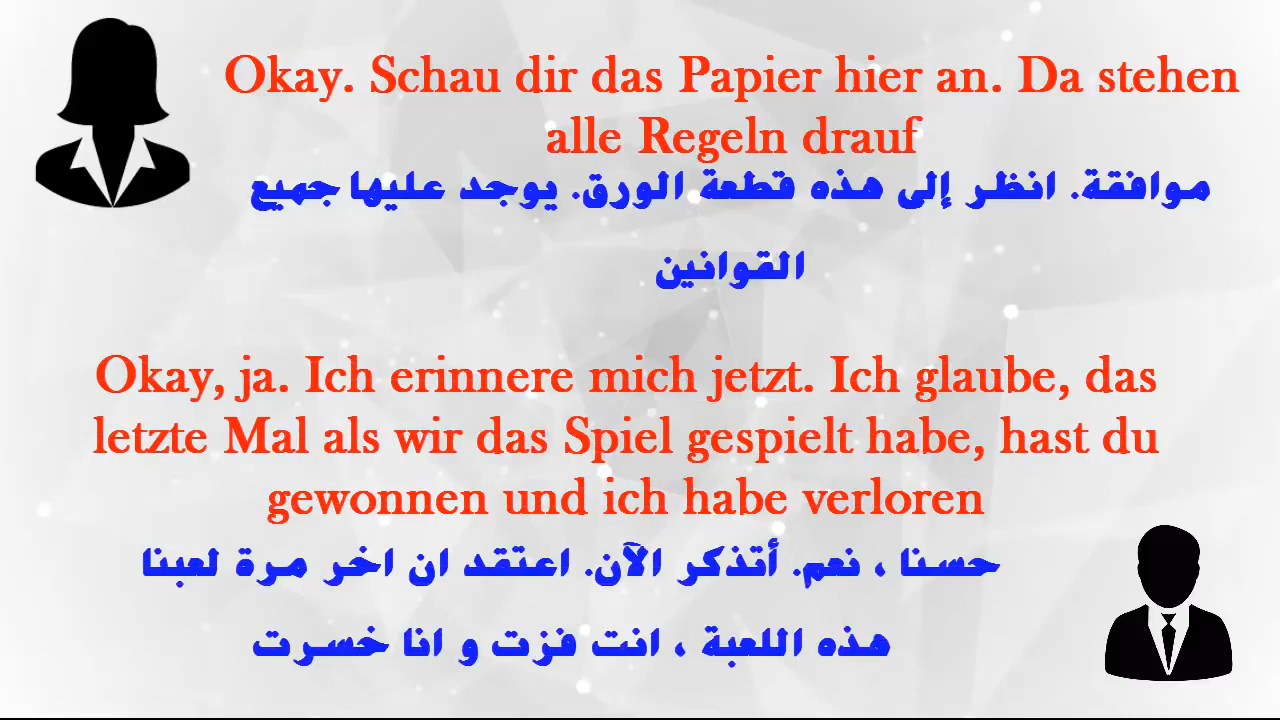 Okay. Schau dir das Papier hier an. Da stehen
alle Regeln drauf
موافقة. انظر إلى هذه قطعة الورق. يوجد عليها جميع
القوانين
Okay, ja. Ich erinnere mich jetzt. Ich glaube, das
letzte Mal als wir das Spiel gespielt habe, hast du
gewonnen und ich habe verloren
حسنا ، نعم. أتذكر الآن. اعتقد ان اخر مرة لعبنا
هذه اللعبة ، انت فزت و انا خسرت